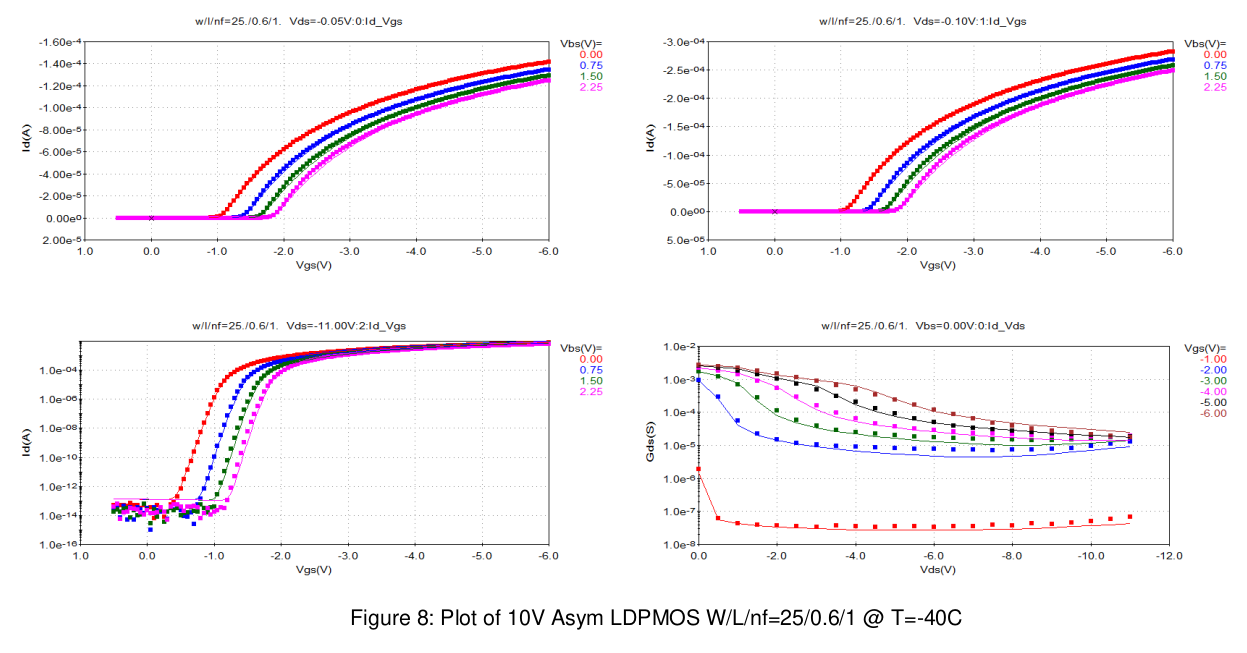 w/l/nf=25./0.6/1. Vds=-0.05V:0:Id_Vgs
Vbs(V)=
0.00
0.75
1.50
2.25
-1.60e-4
-1.40e-4
-1.20e-4
-1.00e-4
-8.00e-5
-6.00e-5
-4.00e-5
-2.00e-5
0.00e0
2.00e-5
Id(A)
1.0 0.0 -1.0 -2.0 -3.0 -4.0 -5.0 -6.0
Vgs(V)
w/l/nf=25./0.6/1. Vds=-0.10V:1:Id_Vgs
Vbs(V)=
0.00
0.75
1.50
2.25
-3.0e-04
-2.5e-04
-2.0e-04
-1.5e-04
-1.0e-04
-5.0e-05
0.0e00
5.0e-05
Id(A)
1.0 0.0 -1.0 -2.0 -3.0 -4.0 -5.0 -6.0
Vgs(V)
w/l/nf=25./0.6/1. Vds=-11.00V:2:Id_Vgs
Vbs(V)=
0.00
0.75
1.50
2.25
1.0e-04
1.0e-06
1.0e-08
1.0e-10
1.0e-12
1.0e-14
1.0e-16
Id(A)
1.0 0.0 -1.0 -2.0 -3.0 -4.0 -5.0 -6.0
Vgs(V)
w/l/nf=25./0.6/1. Vbs=0.00V:0:Id_Vds
Vgs(V)=
-1.00
-2.00
-3.00
-4.00
-5.00
-6.00
1.0e-2
1.0e-3
1.0e-4
1.0e-5
1.0e-6
1.0e-7
1.0e-8
Gds(S)
0.0 -2.0 -4.0 -6.0 -8.0 -10.0 -12.0
Vds(V)
Figure 8: Plot of 10V Asym LDPMOS W/L/nf=25/0.6/1 @ T=-40C